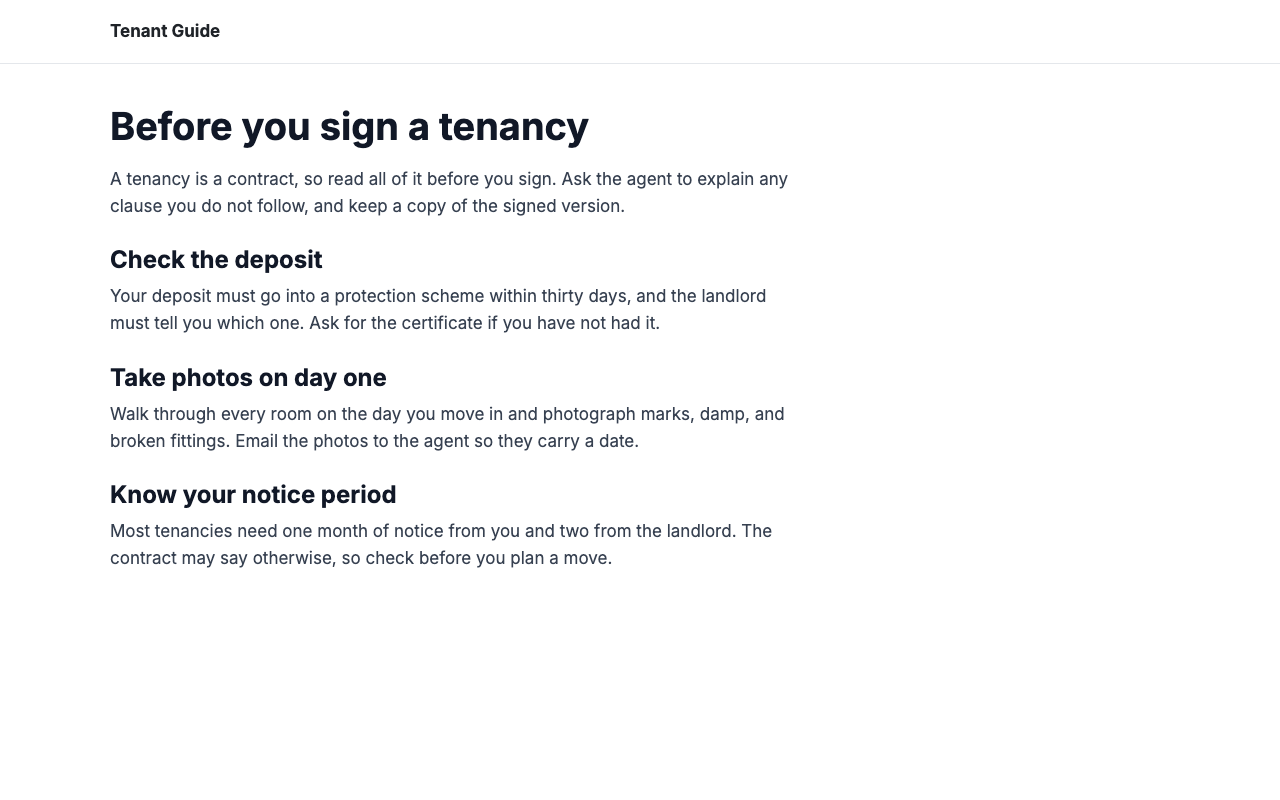 Tenant Guide
Before you sign a tenancy
A tenancy is a contract, so read all of it before you sign. Ask the agent to explain any
clause you do not follow, and keep a copy of the signed version.
Check the deposit
Your deposit must go into a protection scheme within thirty days, and the landlord
must tell you which one. Ask for the certificate if you have not had it.
Take photos on day one
Walk through every room on the day you move in and photograph marks, damp, and
broken fittings. Email the photos to the agent so they carry a date.
Know your notice period
Most tenancies need one month of notice from you and two from the landlord. The
contract may say otherwise, so check before you plan a move.